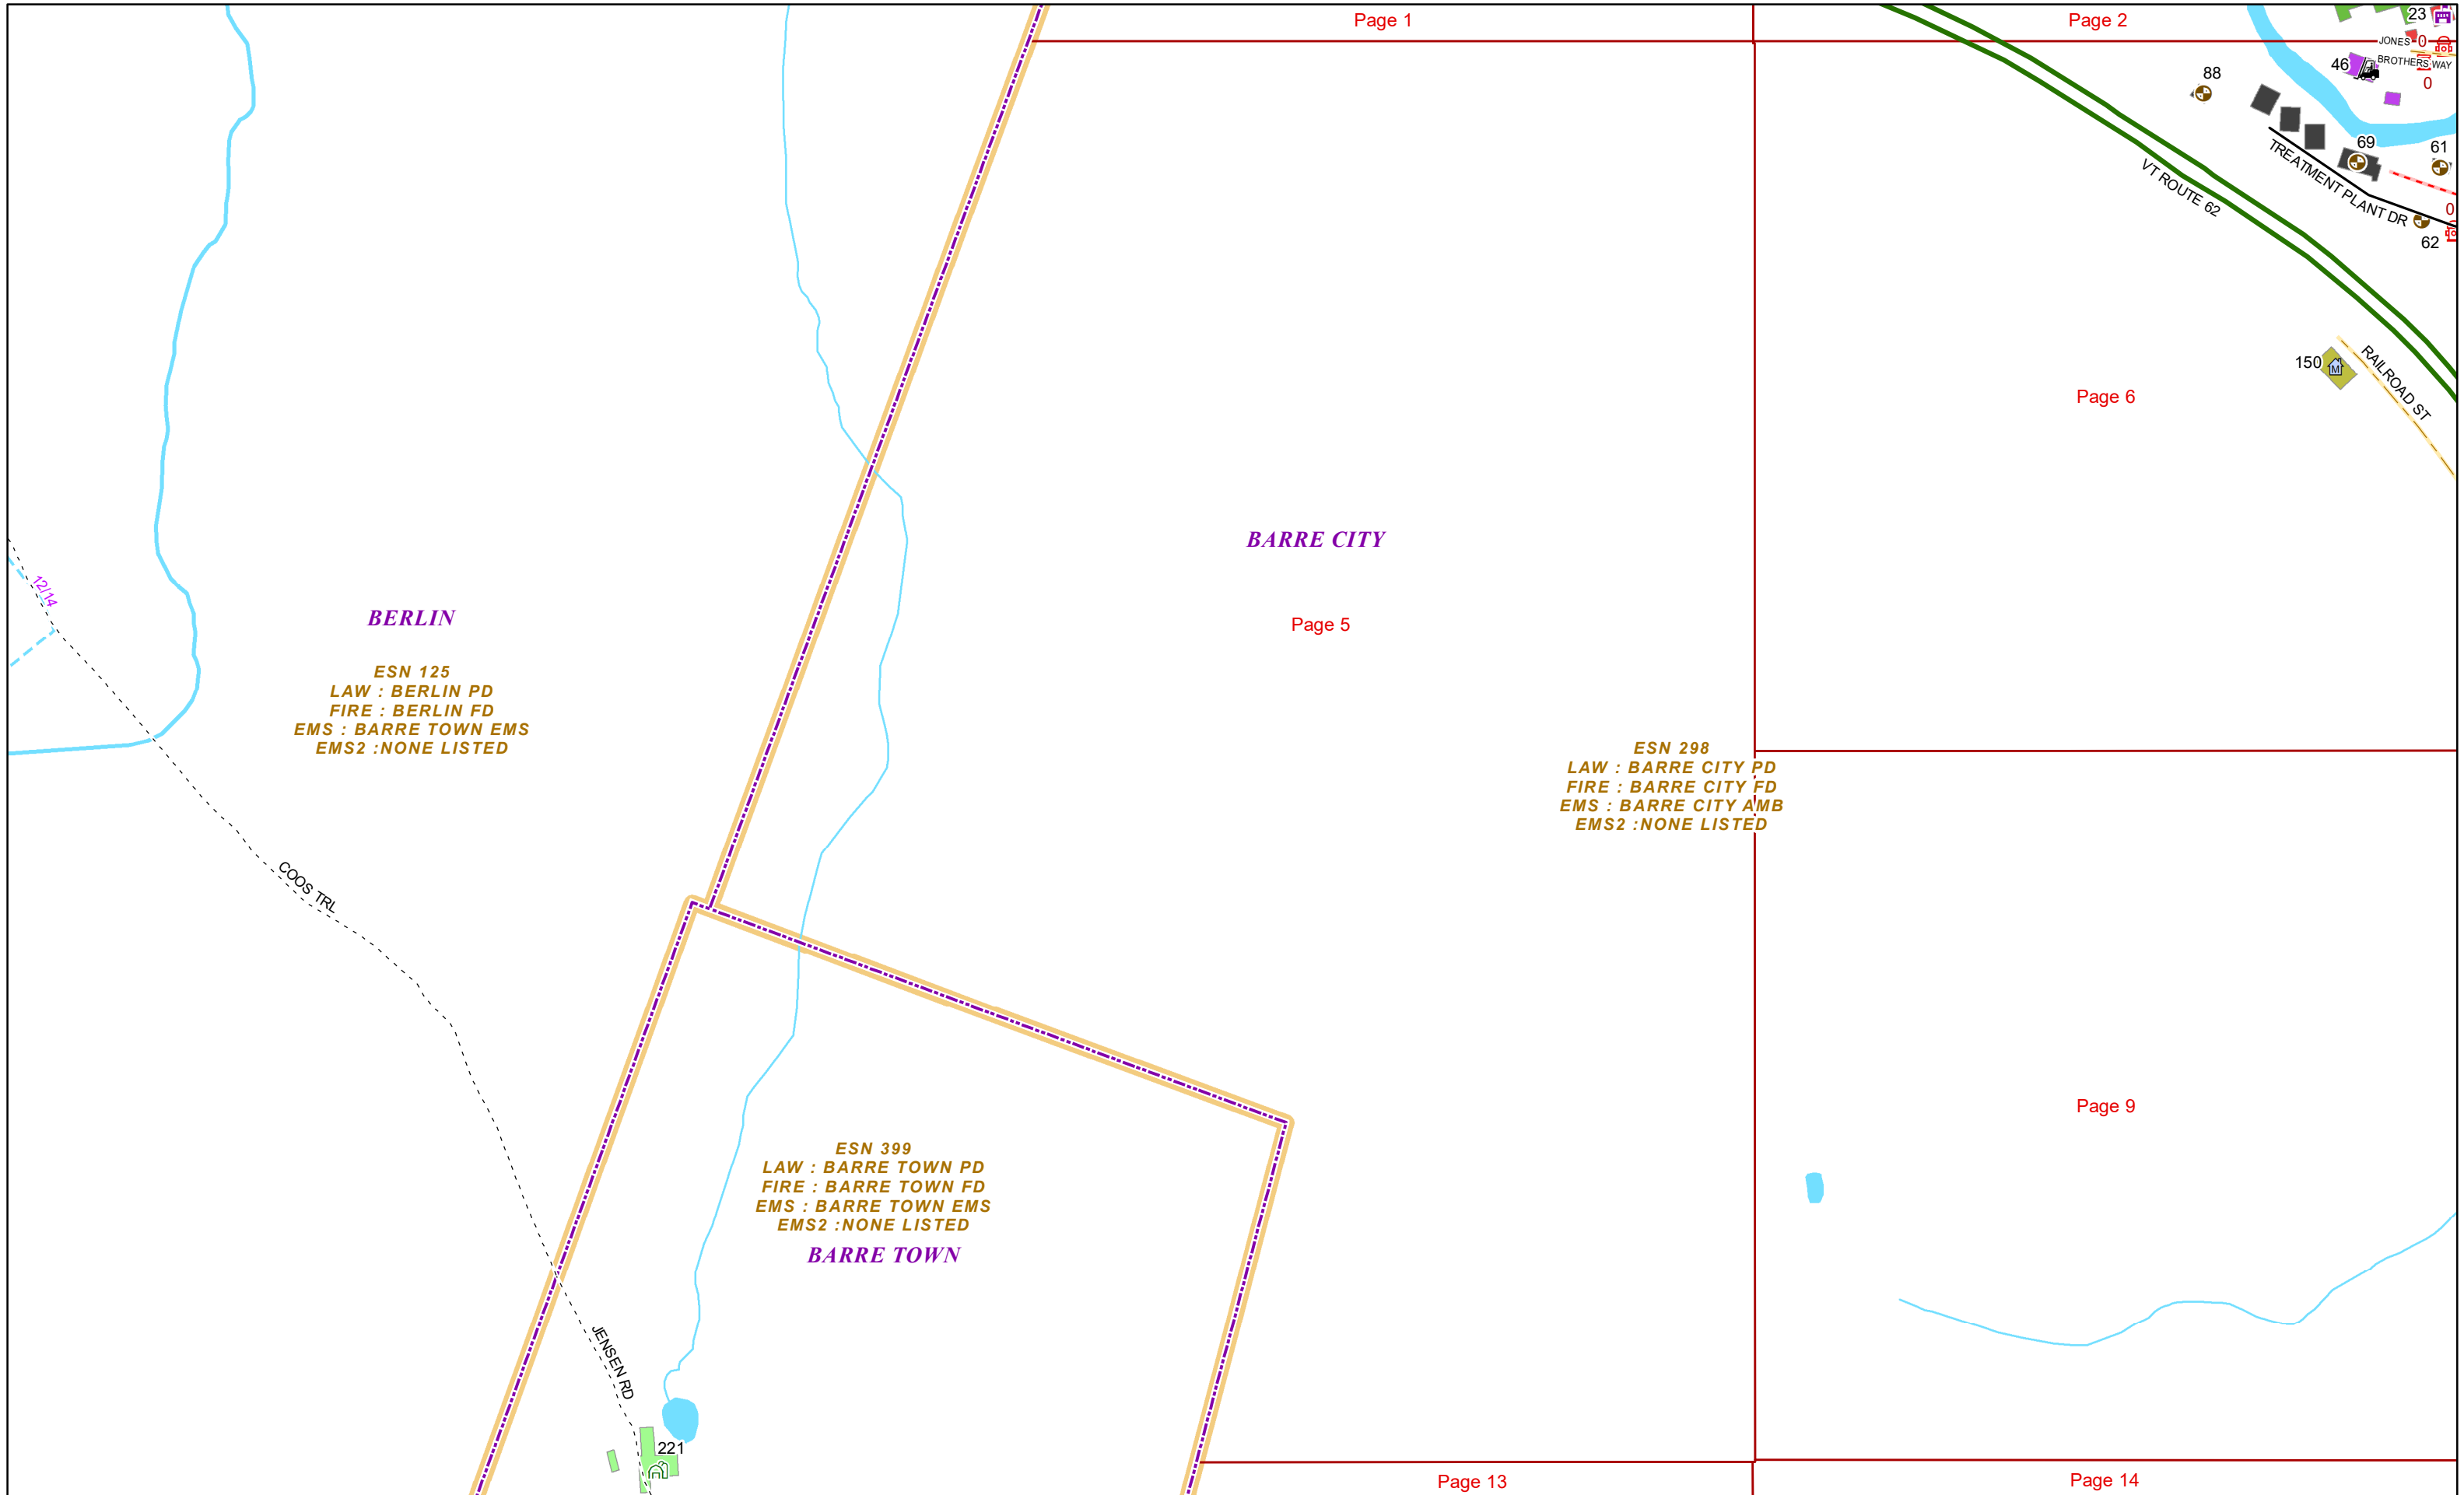 Page 1
Page 2
23
JONES
0
BROTHERS WAY
46
0
88
69
61
TREATMENT PLANT DR
VT ROUTE 62
0
62
150
RAILROAD ST
Page 6
BARRE CITY
Page 5
12/14
BERLIN
ESN 125
LAW : BERLIN PD
FIRE : BERLIN FD
EMS : BARRE TOWN EMS
EMS2 :NONE LISTED
ESN 298
LAW : BARRE CITY PD
FIRE : BARRE CITY FD
EMS : BARRE CITY AMB
EMS2 :NONE LISTED
COOS TRL
Page 9
ESN 399
LAW : BARRE TOWN PD
FIRE : BARRE TOWN FD
EMS : BARRE TOWN EMS
EMS2 :NONE LISTED
BARRE TOWN
JENSEN RD
221
Page 13
Page 14